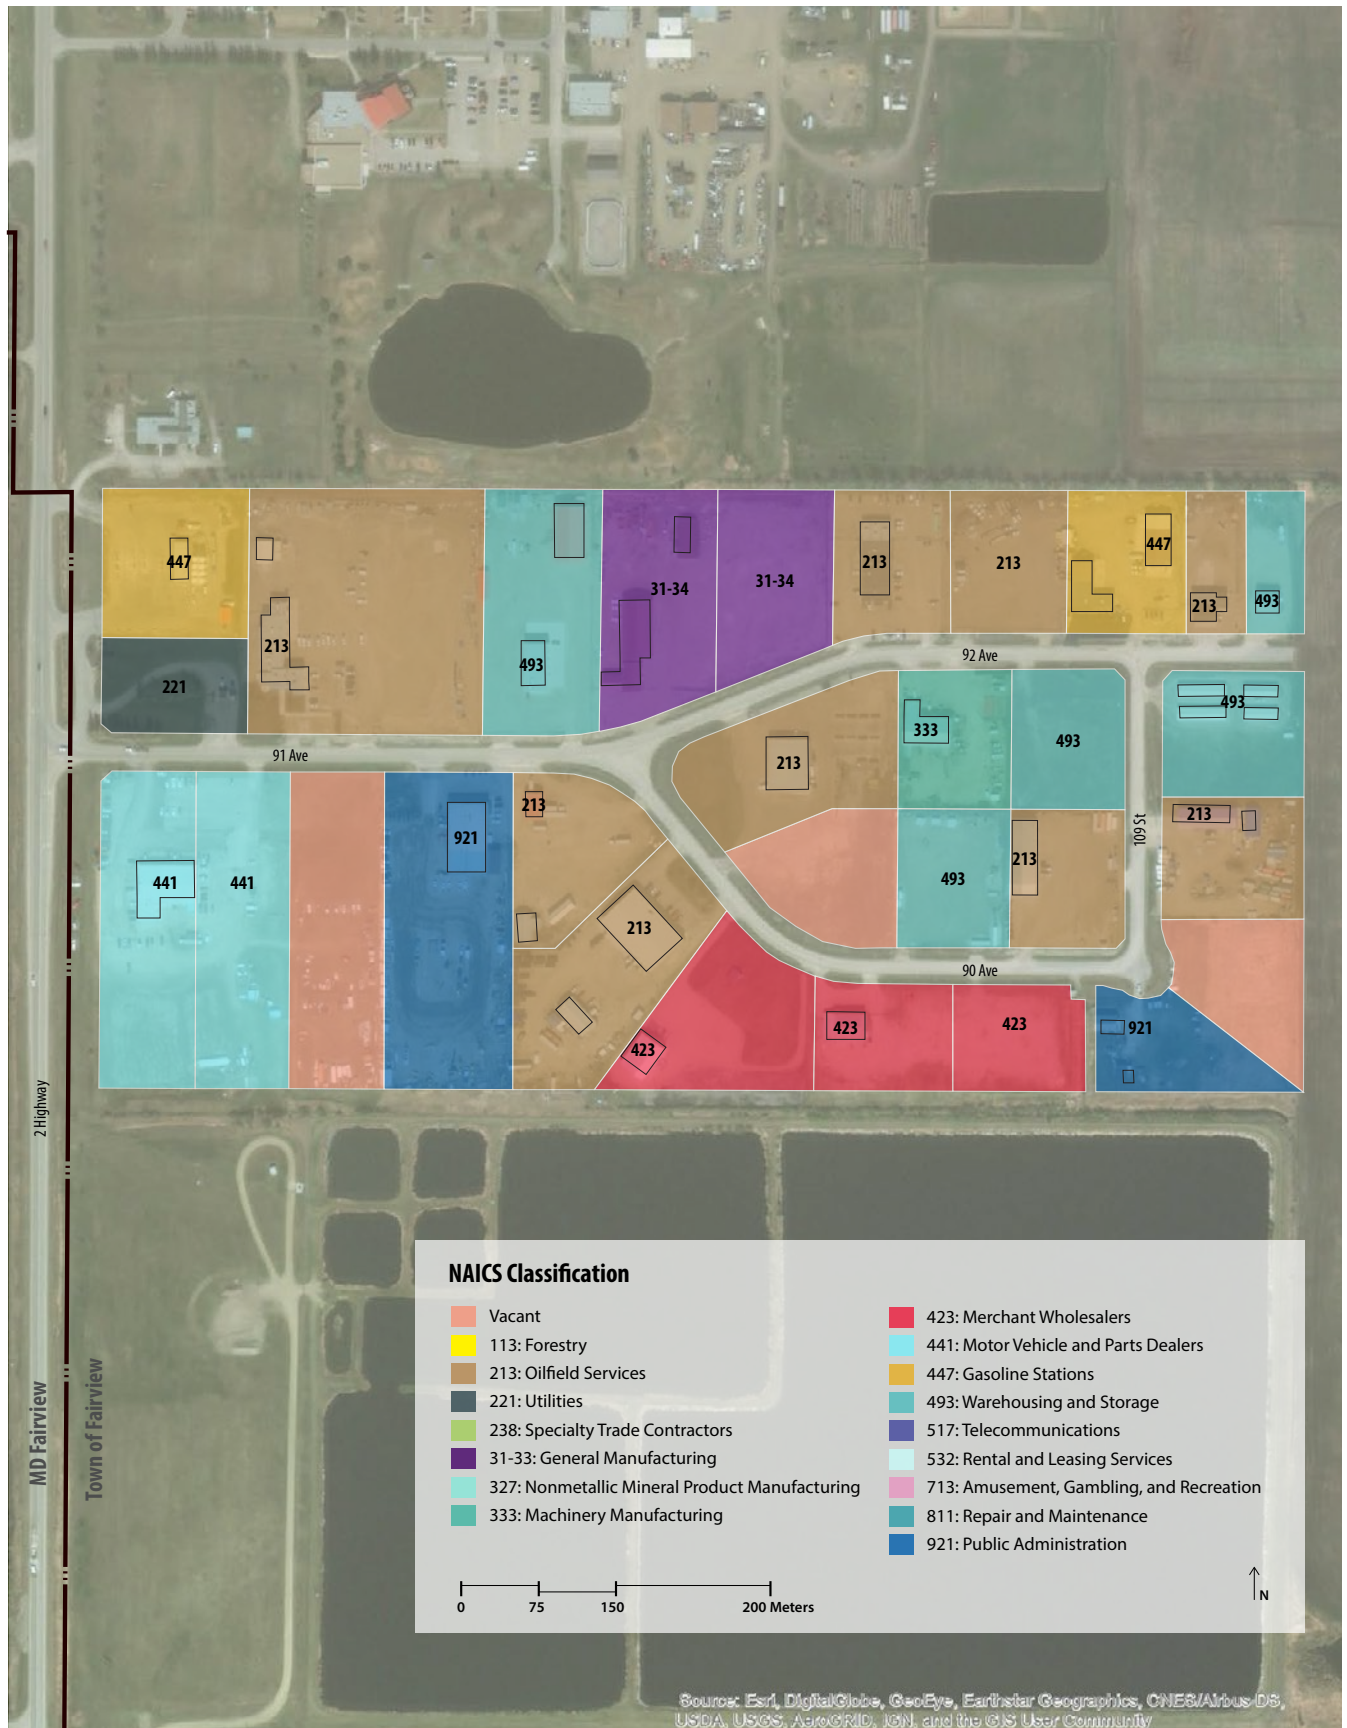 447
447
213
213
213
31-34
31-34
493
213
493
213
92 Ave
493
221
493
333
493
213
91 Ave
213
213
109 St
921
213
441
441
493
213
90 Ave
423
423
423
921
2 Highway
MD Fairview
Town of Fairview
NAICS Classification
Vacant
113: Forestry
213: Oilfield Services
221: Utilities
238: Specialty Trade Contractors
31-33: General Manufacturing
327: Nonmetallic Mineral Product Manufacturing
333: Machinery Manufacturing
423: Merchant Wholesalers
441: Motor Vehicle and Parts Dealers
447: Gasoline Stations
493: Warehousing and Storage
517: Telecommunications
532: Rental and Leasing Services
713: Amusement, Gambling, and Recreation
811: Repair and Maintenance
921: Public Administration
0 75 150 200 Meters
N
Source: Esri, DigitalGlobe, GeoEye, Earthstar Geographics, CNES/Airbus DS,
USDA, USGS, AeroGRID, IGN, and the GIS User Community